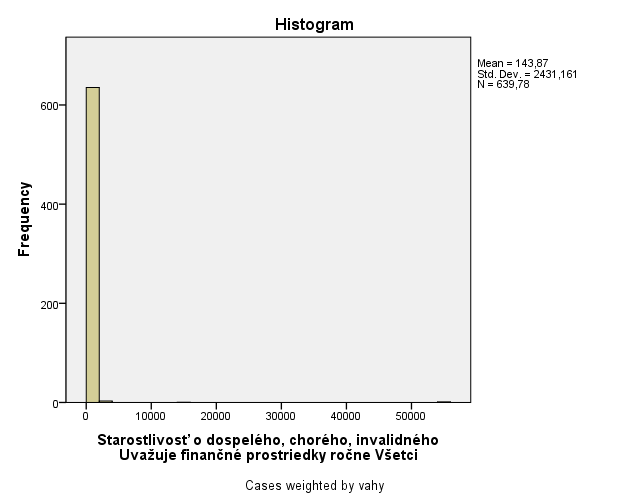 Histogram
Mean = 143,87
Std. Dev. = 2431,161
N = 639,78
600
400
200
0
Frequency
0 10000 20000 30000 40000 50000
Starostlivosť o dospelého, chorého, invalidného
Uvažuje finančné prostriedky ročne Všetci
Cases weighted by vahy